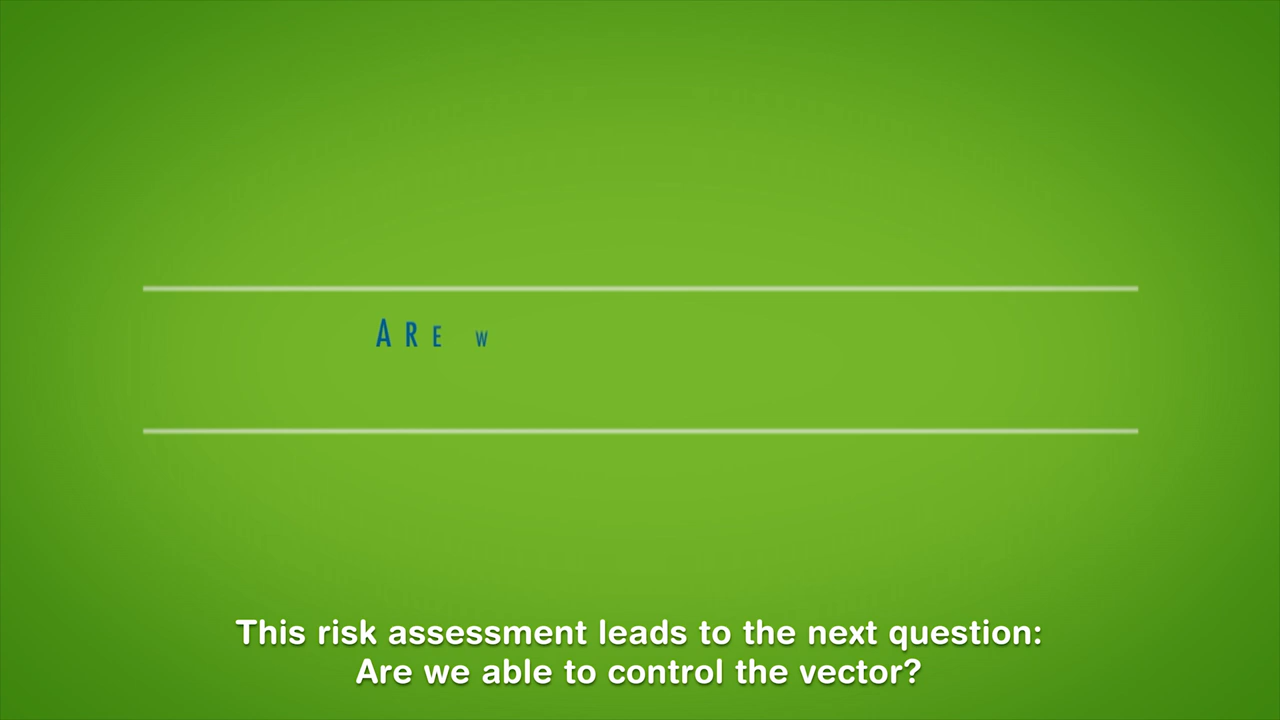 Are w
This risk assessment leads to the next question:
Are we able to control the vector?